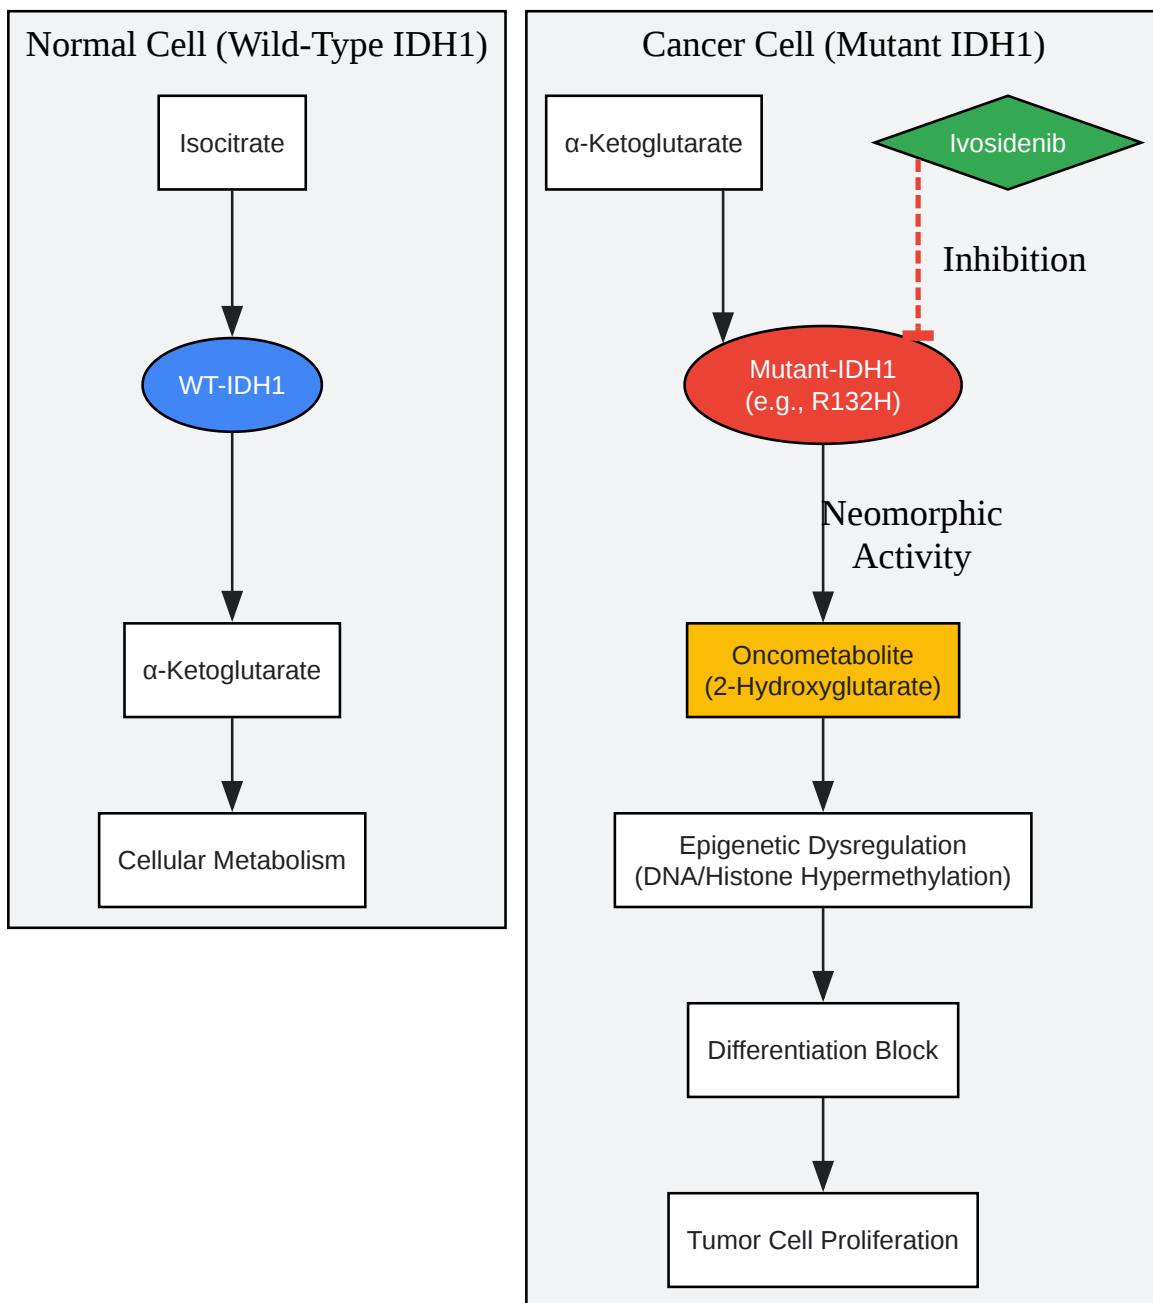 Normal Cell (Wild-Type IDH1)
Isocitrate
WT-IDH1
α-Ketoglutarate
Cellular Metabolism
Cancer Cell (Mutant IDH1)
α-Ketoglutarate
Ivosidenib
Inhibition
Mutant-IDH1
(e.g., R132H)
Neomorphic
Activity
Oncometabolite
(2-Hydroxyglutarate)
Epigenetic Dysregulation
(DNA/Histone Hypermethylation)
Differentiation Block
Tumor Cell Proliferation